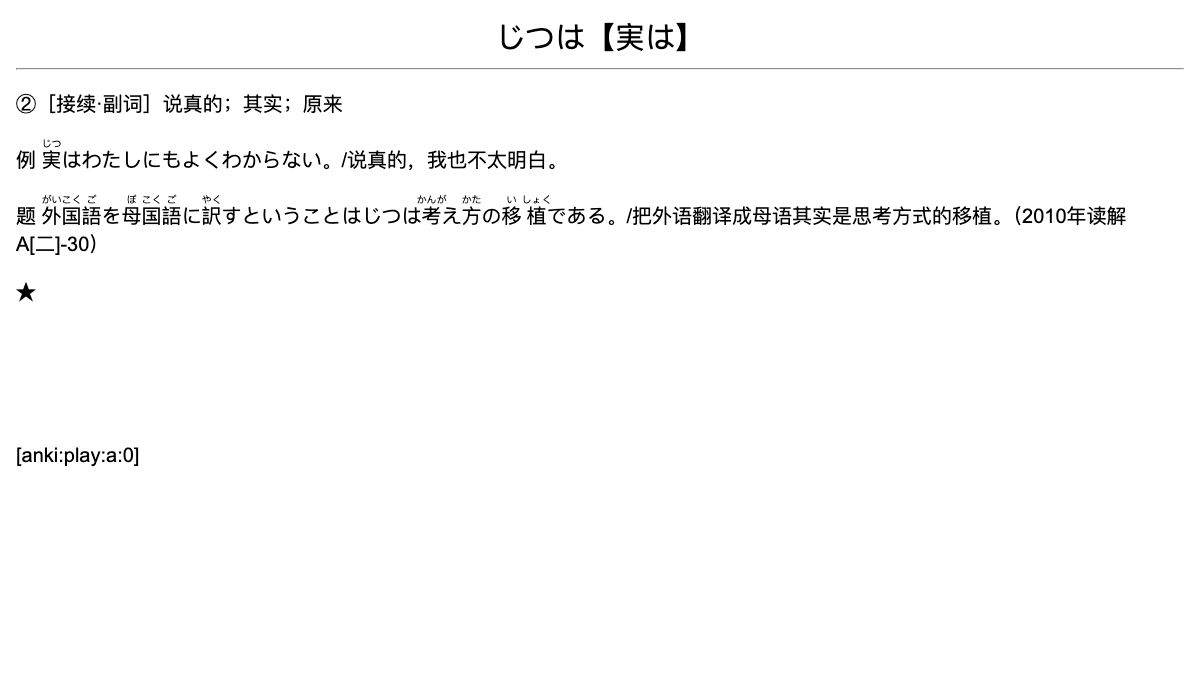 じつは【実は】
②［接续·副词］说真的；其实；原来
じつ
例 実はわたしにもよくわからない。/说真的，我也不太明白。
がいこく ご ぼ こく ご やく かんが かた い しょく
题 外国語を母国語に訳すということはじつは考え方の移 植である。/把外语翻译成母语其实是思考方式的移植。（2010年读解
A[二]-30）
★
[anki:play:a:0]